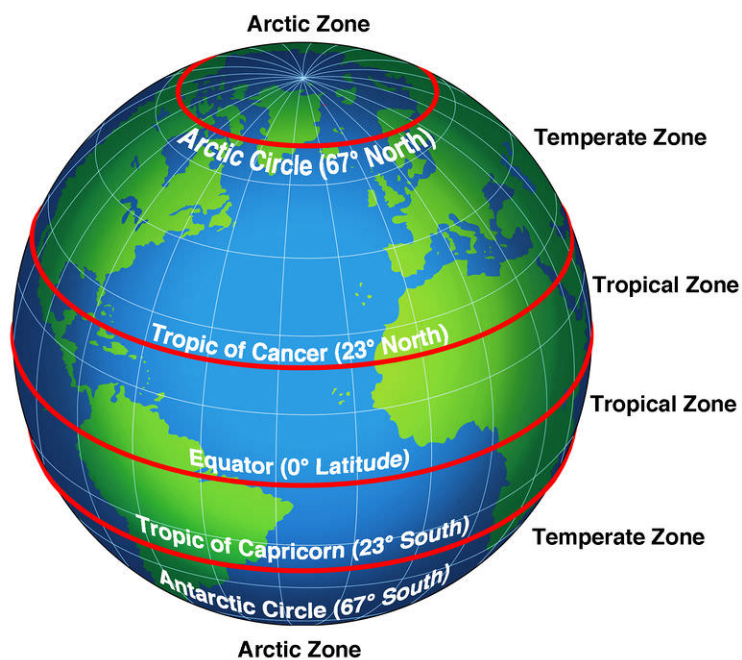 Arctic Zone
Temperate Zone
Arctic Circle (67° North)
Tropical Zone
Tropic of Cancer (23° North)
Tropical Zone
Equator (0° Latitude)
Tropic of Capricorn (23° South)
Temperate Zone
Antarctic Circle (67° South)
Arctic Zone